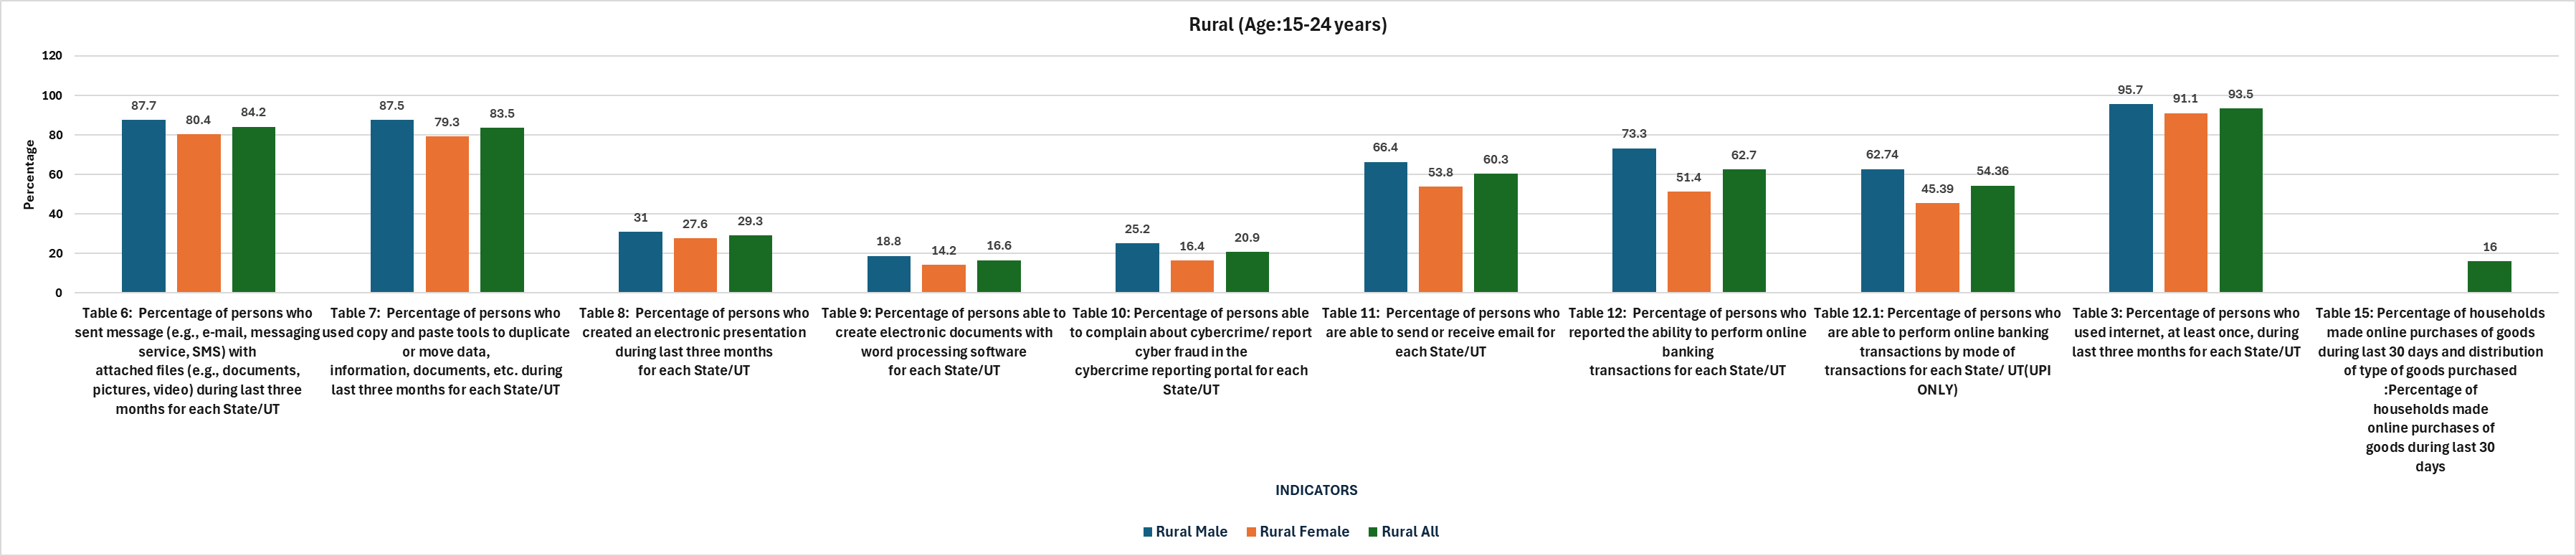 Rural (Age:15-24 years)
120
100
80
60
40
20
0
Percentage
87.7
80.4
84.2
87.5
79.3
83.5
31
27.6
29.3
18.8
14.2
16.6
25.2
16.4
20.9
66.4
53.8
60.3
73.3
51.4
62.7
62.74
45.39
54.36
95.7
91.1
93.5
16
Table 6: Percentage of persons who
sent message (e.g., e-mail, messaging
service, SMS) with
attached files (e.g., documents,
pictures, video) during last three
months for each State/UT
Table 7: Percentage of persons who
used copy and paste tools to duplicate
or move data,
information, documents, etc. during
last three months for each State/UT
Table 8: Percentage of persons who
created an electronic presentation
during last three months
for each State/UT
Table 9: Percentage of persons able to
create electronic documents with
word processing software
for each State/UT
Table 10: Percentage of persons able
to complain about cybercrime/ report
cyber fraud in the
cybercrime reporting portal for each
State/UT
Table 11: Percentage of persons who
are able to send or receive email for
each State/UT
Table 12: Percentage of persons who
reported the ability to perform online
banking
transactions for each State/UT
Table 12.1: Percentage of persons who
are able to perform online banking
transactions by mode of
transactions for each State/ UT(UPI
ONLY)
Table 3: Percentage of persons who
used internet, at least once, during
last three months for each State/UT
Table 15: Percentage of households
made online purchases of goods
during last 30 days and distribution
of type of goods purchased
:Percentage of
households made
online purchases of
goods during last 30
days
INDICATORS
Rural Male
Rural Female
Rural All